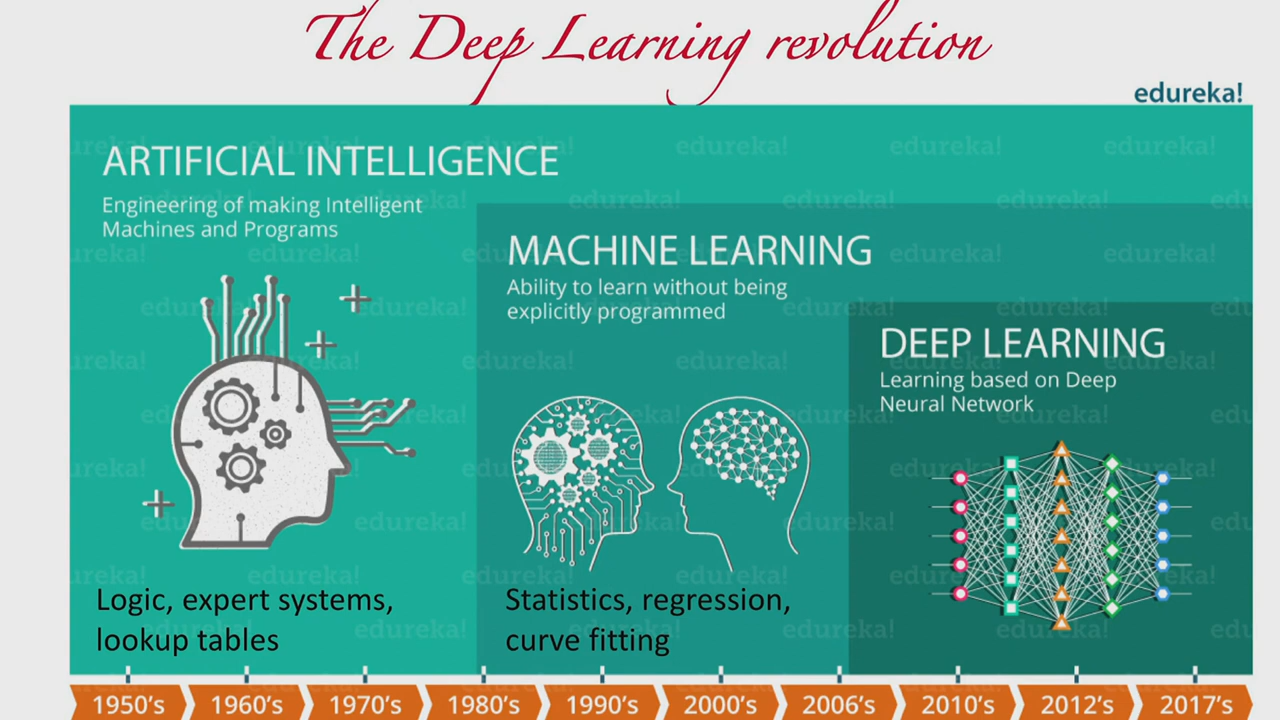 The Deep Learning revolution
edureka!
ARTIFICIAL INTELLIGENCE
Engineering of making Intelligent
Machines and Programs
MACHINE LEARNING
Ability to learn without being
explicitly programmed
DEEP LEARNING
Learning based on Deep
Neural Network
Logic, expert systems,
lookup tables
Statistics, regression,
curve fitting
1950's 1960's 1970's 1980's 1990's 2000's 2006's 2010's 2012's 2017's